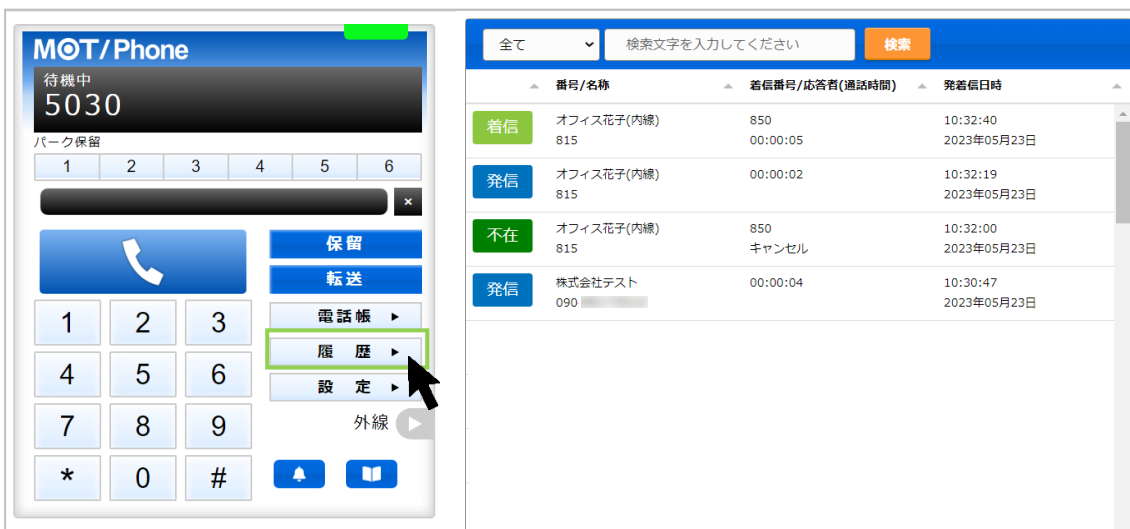 MOT/Phone
待機中
5030
パーク保留
1 2 3 4 5 6
×
保留
転送
電話帳
履 歴
設 定
外線
1 2 3
4 5 6
7 8 9
* 0 #
全て 検索文字を入力してください 検索
番号/名称 着信番号/応答者(通話時間) 発着信日時
着信 オフィス花子(内線) 850 10:32:40
815 00:00:05 2023年05月23日
発信 オフィス花子(内線) 00:00:02 10:32:19
815 2023年05月23日
不在 オフィス花子(内線) 850 10:32:00
815 キャンセル 2023年05月23日
発信 株式会社テスト 00:00:04 10:30:47
090 2023年05月23日